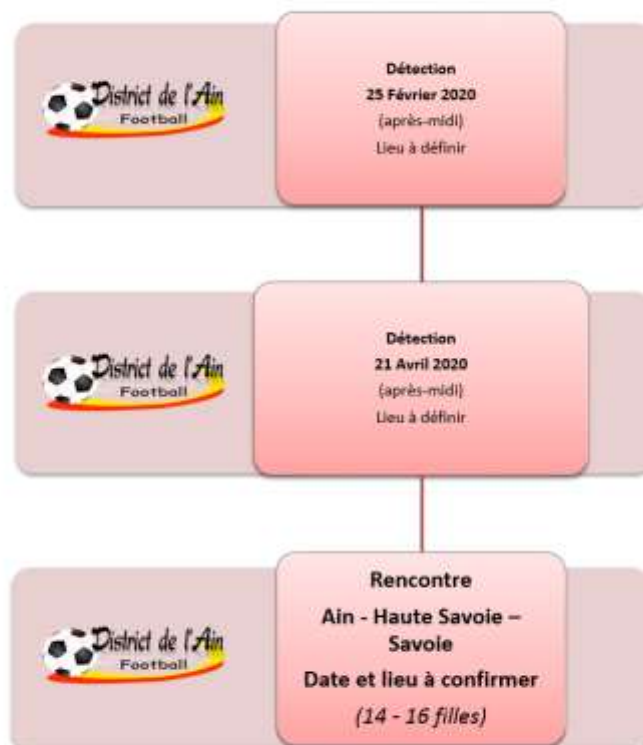 District de l'Ain
Football
Détection
25 Février 2020
(après-midi)
Lieu à définir
District de l'Ain
Football
Détection
21 Avril 2020
(après-midi)
Lieu à définir
District de l'Ain
Football
Rencontre
Ain - Haute Savoie –
Savoie
Date et lieu à confirmer
(14 - 16 filles)